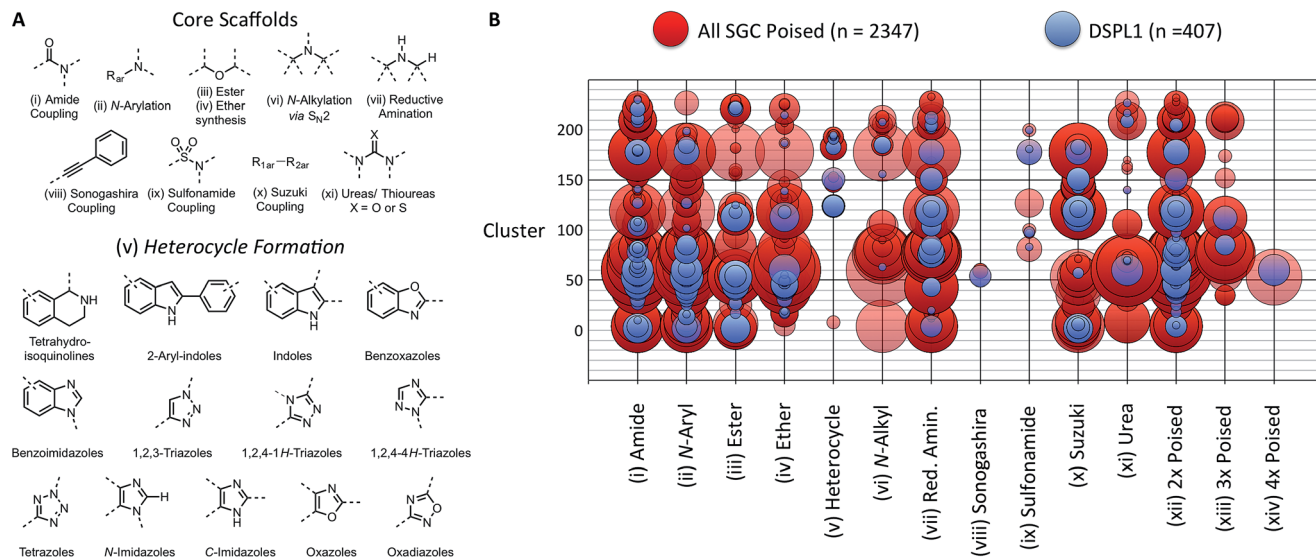 A
Core Scaffolds
O
N
R_ar
N
O
N
H
N
H
(i) Amide
Coupling
(ii) N-Arylation
(iii) Ester
(iv) Ether
synthesis
(vi) N-Alkylation
via S_N2
(vii) Reductive
Amination
O O
S
N
R_1ar—R_2ar
X
N
N
(viii) Sonogashira
Coupling
(ix) Sulfonamide
Coupling
(x) Suzuki
Coupling
(xi) Ureas/ Thioureas
X = O or S
(v) Heterocycle Formation
NH
N
H
N
H
O
N
Tetrahydro-
isoquinolines
2-Aryl-indoles
Indoles
Benzoxazoles
N
N
N
N
N
N
N
N
N
N
N
Benzoimidazoles
1,2,3-Triazoles
1,2,4-1H-Triazoles
1,2,4-4H-Triazoles
N
N
N
N
N
N
H
N
N
H
N
O
N
O
N
Tetrazoles
N-Imidazoles
C-Imidazoles
Oxazoles
Oxadiazoles
B
All SGC Poised (n = 2347)
DSPL1 (n =407)
Cluster
200
150
100
50
0
(i) Amide
(ii) N-Aryl
(iii) Ester
(iv) Ether
(v) Heterocycle
(vi) N-Alkyl
(vii) Red. Amin.
(viii) Sonogashira
(ix) Sulfonamide
(x) Suzuki
(xi) Urea
(xii) 2x Poised
(xiii) 3x Poised
(xiv) 4x Poised